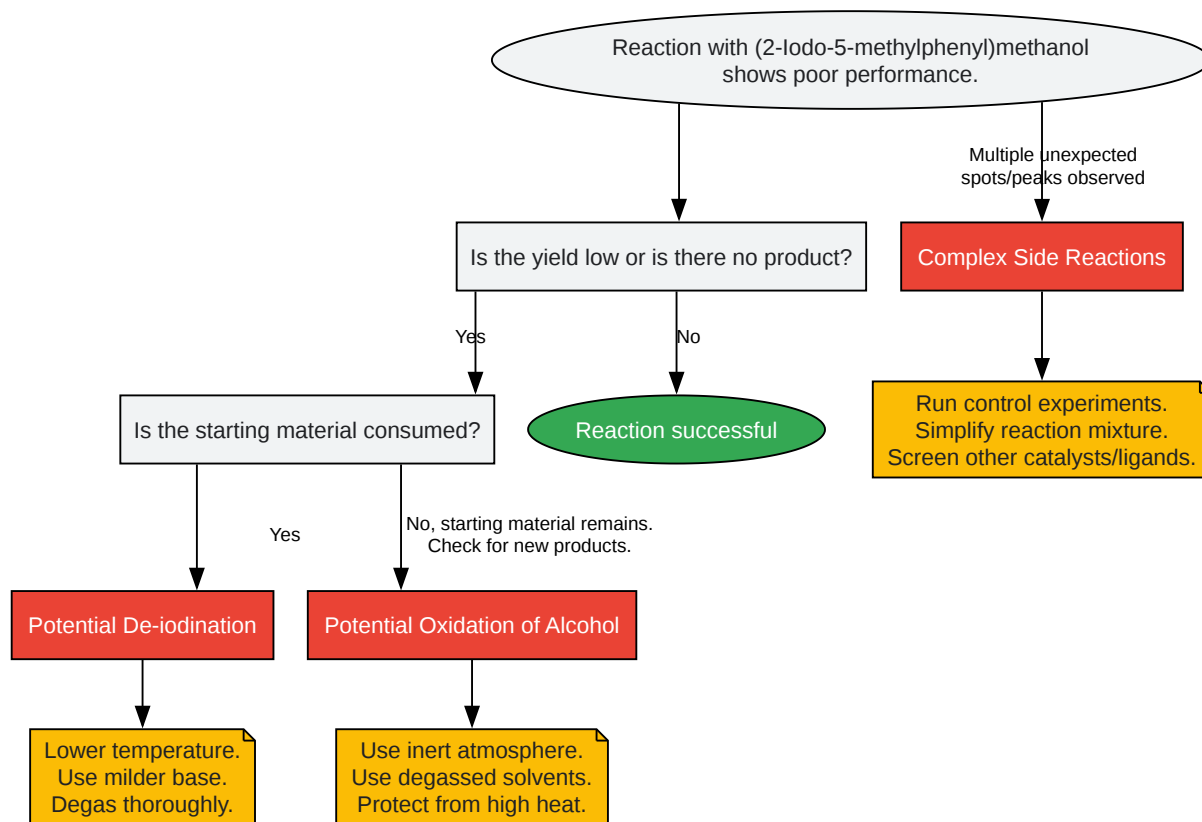 Reaction with (2-Iodo-5-methylphenyl)methanol
shows poor performance.
Multiple unexpected
spots/peaks observed
Is the yield low or is there no product?
Complex Side Reactions
Yes
No
Is the starting material consumed?
Reaction successful
Run control experiments.
Simplify reaction mixture.
Screen other catalysts/ligands.
Yes
No, starting material remains.
Check for new products.
Potential De-iodination
Potential Oxidation of Alcohol
Lower temperature.
Use milder base.
Degas thoroughly.
Use inert atmosphere.
Use degassed solvents.
Protect from high heat.